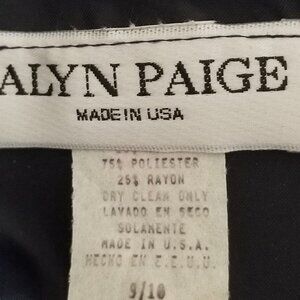 ALYN PAIGE
MADE IN USA
75% POLIESTER
25% RAYON
DRY CLEAN ONLY
LAVADO EN SECO
SOLAMENTE
MADE IN U.S.A.
HECHO EN E.E.U.U.
9/10